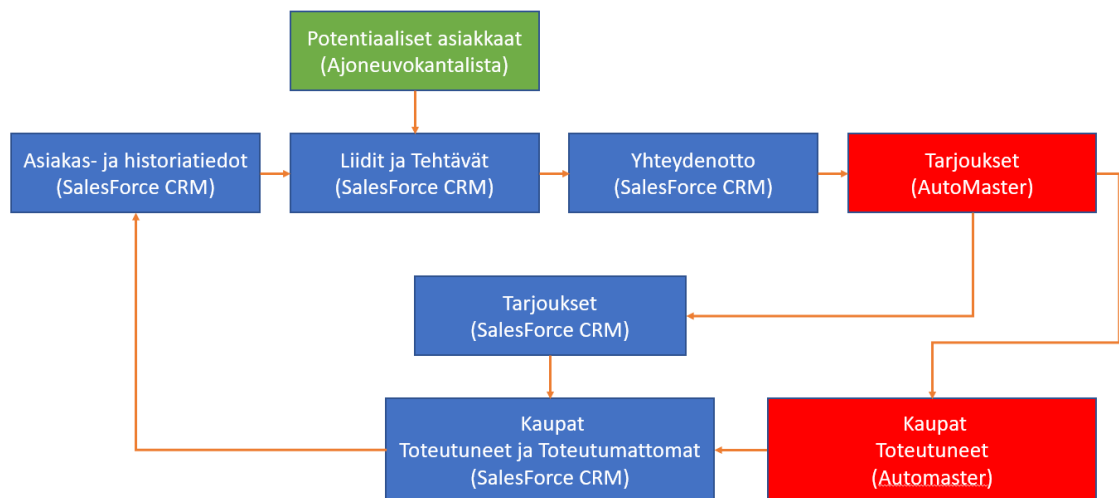 Potentiaaliset asiakkaat
(Ajoneuvokantalista)
Asiakas- ja historiatiedot
(SalesForce CRM)
Liidit ja Tehtävät
(SalesForce CRM)
Yhteydenotto
(SalesForce CRM)
Tarjoukset
(AutoMaster)
Tarjoukset
(SalesForce CRM)
Kaupat
Toteutuneet ja Toteutumattomat
(SalesForce CRM)
Kaupat
Toteutuneet
(Automaster)